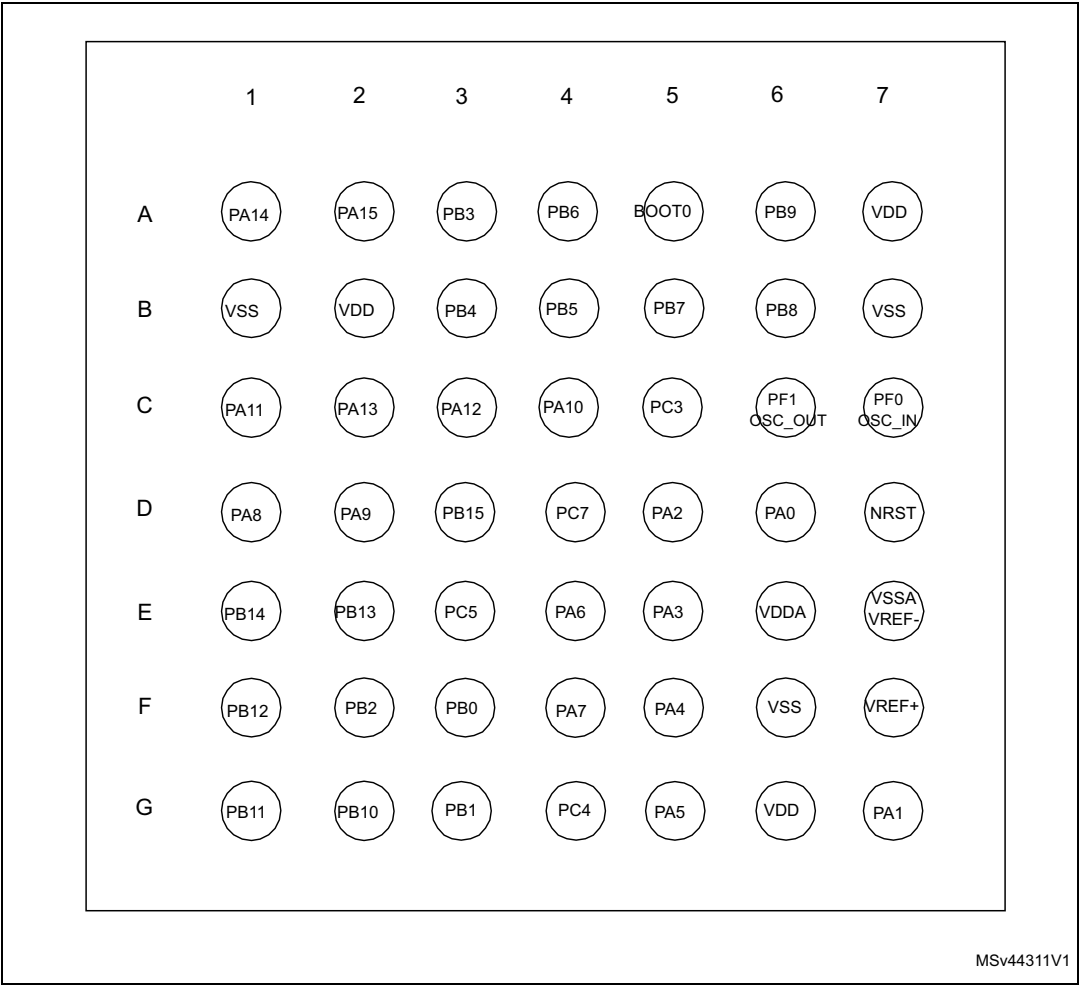 1 2 3 4 5 6 7
A PA14 PA15 PB3 PB6 BOOT0 PB9 VDD
B VSS VDD PB4 PB5 PB7 PB8 VSS
C PA11 PA13 PA12 PA10 PC3 PF1 PF0
OSC_OUT OSC_IN
D PA8 PA9 PB15 PC7 PA2 PA0 NRST
E PB14 PB13 PC5 PA6 PA3 VDDA VSSA
VREF-
F PB12 PB2 PB0 PA7 PA4 VSS VREF+
G PB11 PB10 PB1 PC4 PA5 VDD PA1
MSv44311V1